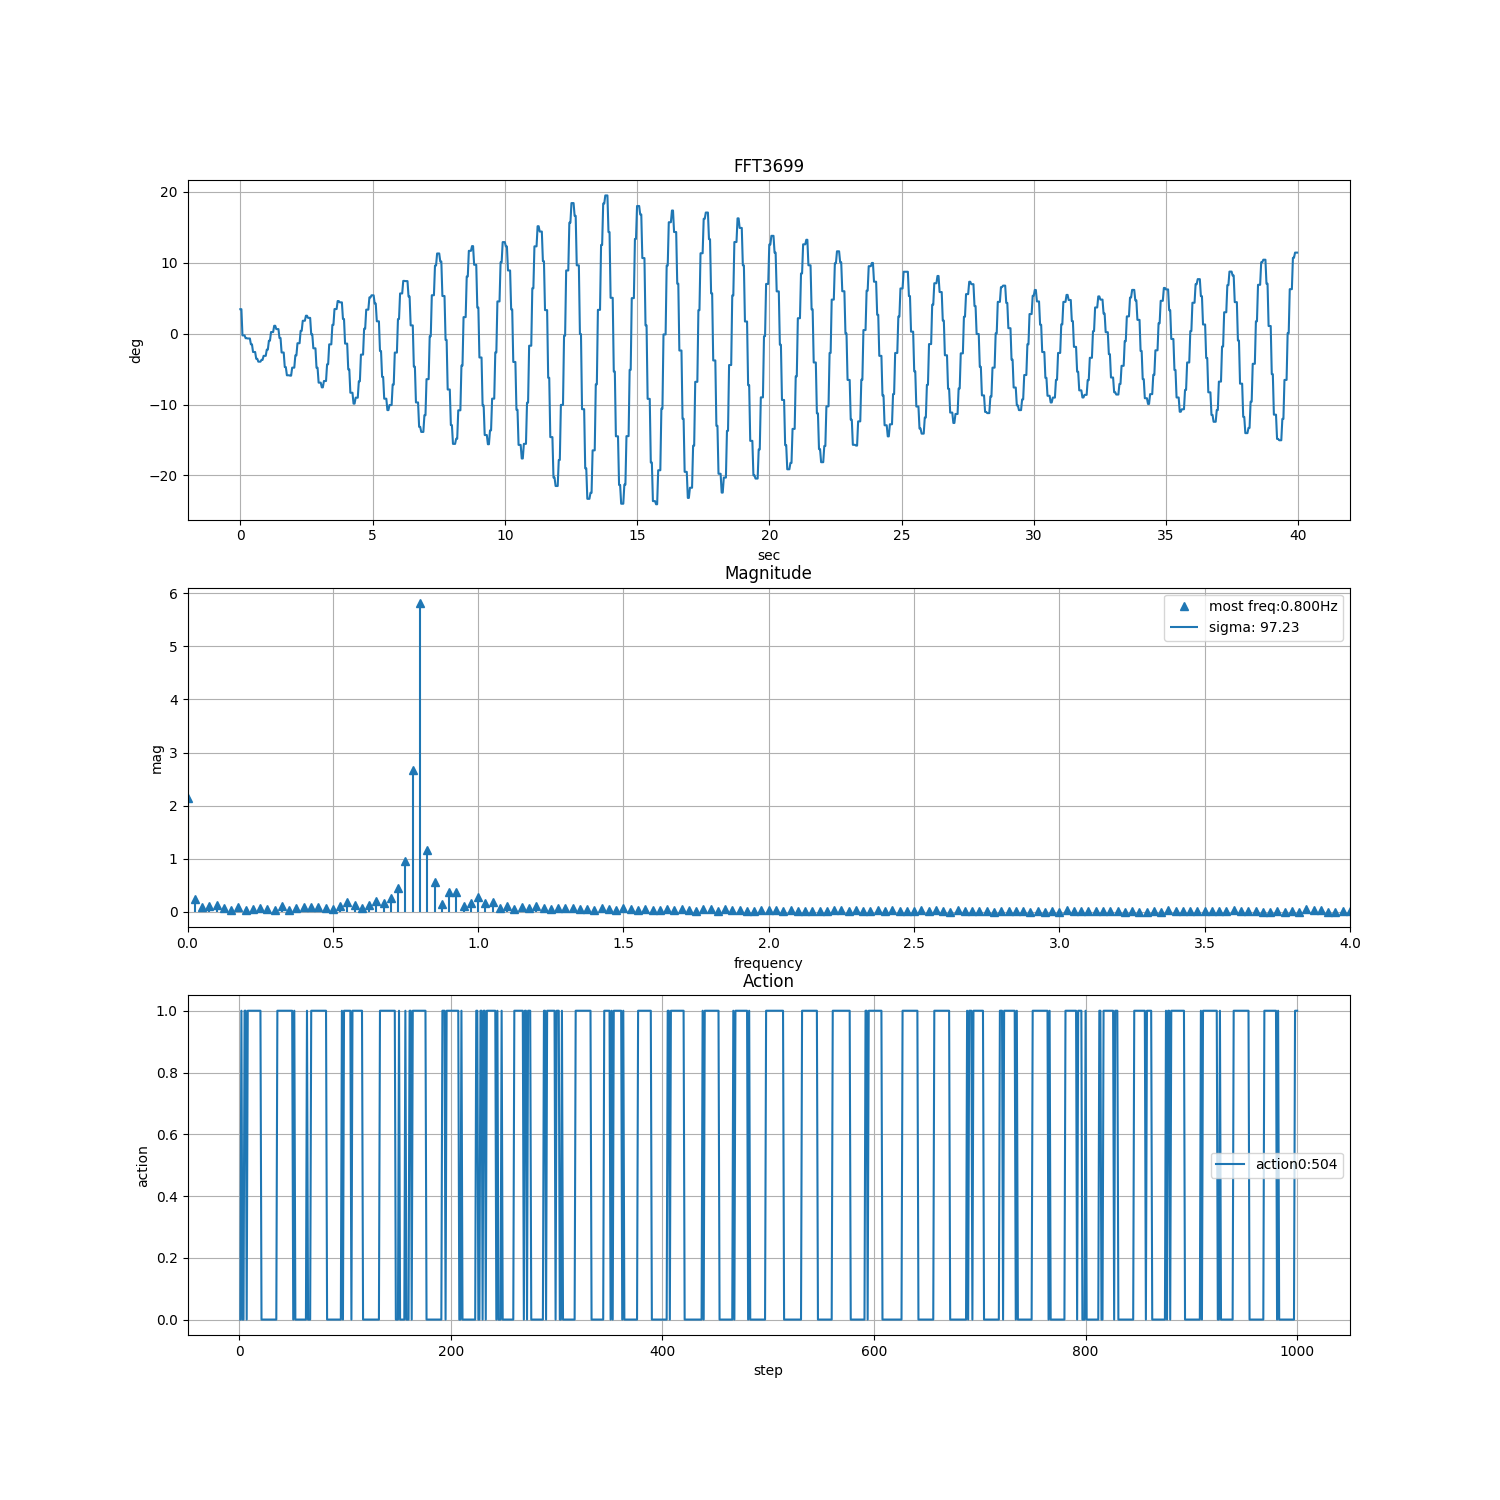 FFT3699
20
10
0
−10
−20
deg
0 5 10 15 20 25 30 35 40
sec
Magnitude
6
5
4
3
2
1
0
mag
most freq:0.800Hz
sigma: 97.23
0.0 0.5 1.0 1.5 2.0 2.5 3.0 3.5 4.0
frequency
Action
1.0
0.8
0.6
0.4
0.2
0.0
action
action0:504
0 200 400 600 800 1000
step